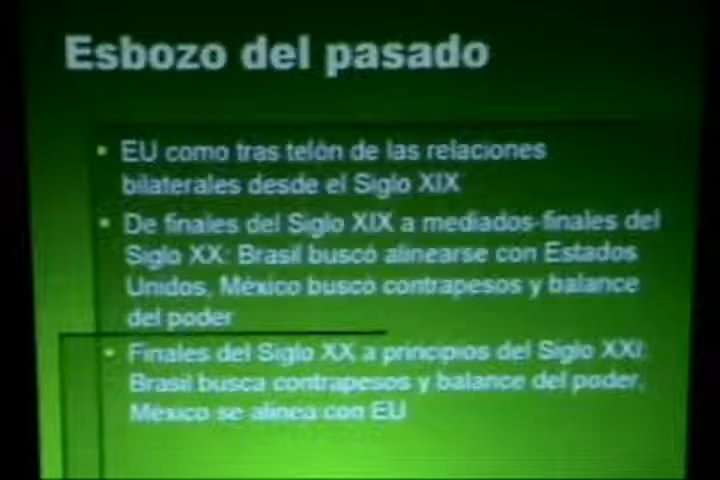 Esbozo del pasado
EU como tras telón de las relaciones
bilaterales desde el Siglo XIX
De finales del Siglo XIX a mediados-finales del
Siglo XX: Brasil buscó alinearse con Estados
Unidos, México buscó contrapesos y balance
del poder
Finales del Siglo XX a principios del Siglo XXI:
Brasil busca contrapesos y balance del poder,
México se alinea con EU